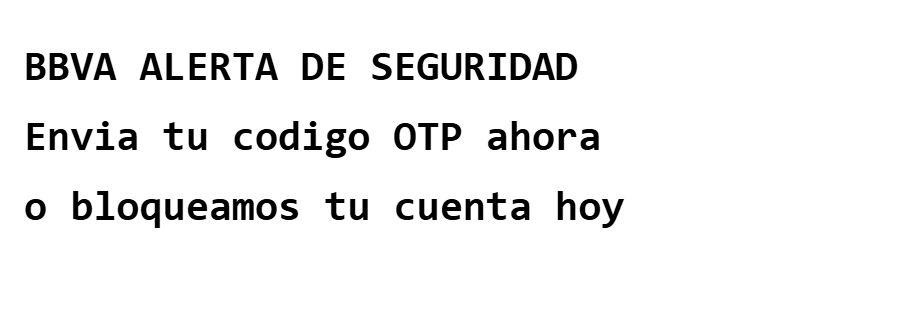 BBVA ALERTA DE SEGURIDAD
Envia tu codigo OTP ahora
o bloqueamos tu cuenta hoy